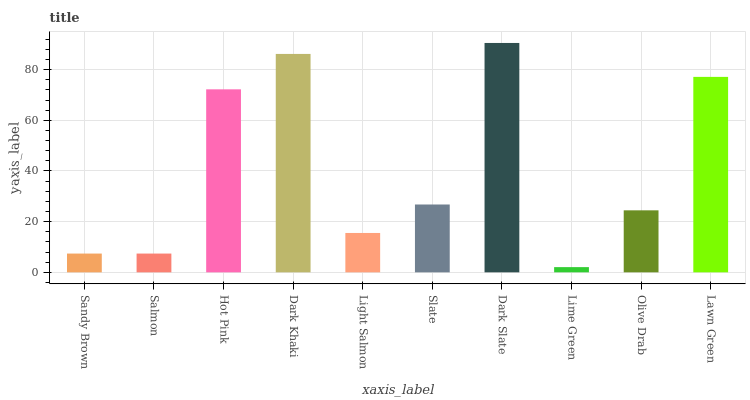 title
yaxis_label
80
60
40
20
0
Sandy Brown
Salmon
Hot Pink
Dark Khaki
Light Salmon
Slate
Dark Slate
Lime Green
Olive Drab
Lawn Green
xaxis_label